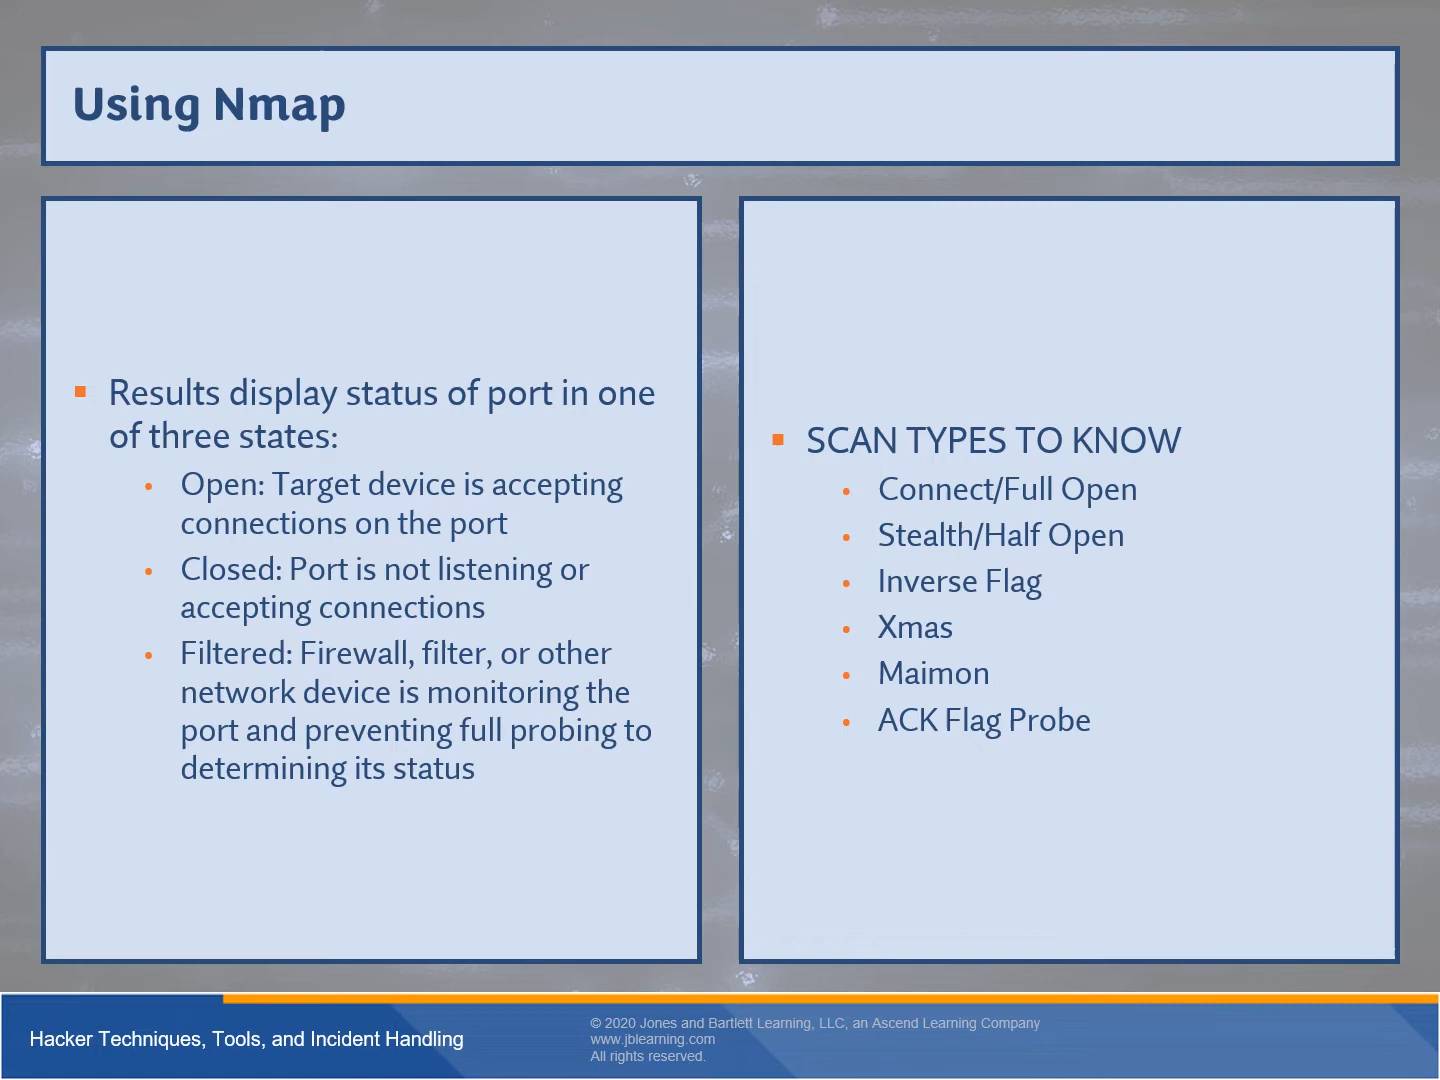 Using Nmap
Results display status of port in one
of three states:
Open: Target device is accepting
connections on the port
Closed: Port is not listening or
accepting connections
Filtered: Firewall, filter, or other
network device is monitoring the
port and preventing full probing to
determining its status
SCAN TYPES TO KNOW
Connect/Full Open
Stealth/Half Open
Inverse Flag
Xmas
Maimon
ACK Flag Probe
Hacker Techniques, Tools, and Incident Handling
© 2020 Jones and Bartlett Learning, LLC, an Ascend Learning Company
www.jblearning.com
All rights reserved.